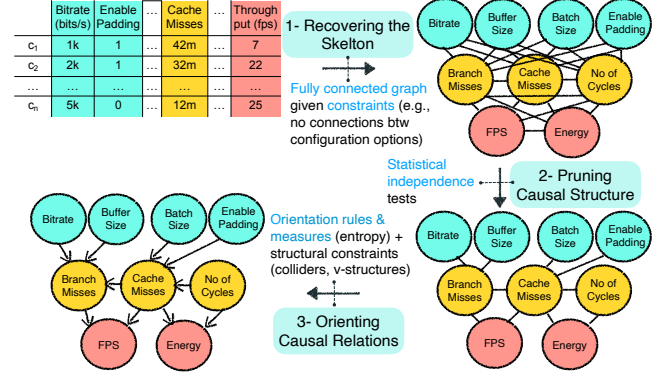 Bitrate (bits/s) Enable Padding … Cache Misses … Through put (fps)
c1 1k 1 … 42m … 7
c2 2k 1 … 32m … 22
… … … … … … …
cn 5k 0 … 12m … 25
1- Recovering the
Skelton
Fully connected graph
given constraints (e.g.,
no connections btw
configuration options)
Bitrate
Buffer
Size
Batch
Size
Enable
Padding
Branch
Misses
Cache
Misses
No of
Cycles
FPS
Energy
Statistical
independence
tests
2- Pruning
Causal Structure
Bitrate
Buffer
Size
Batch
Size
Enable
Padding
Branch
Misses
Cache
Misses
No of
Cycles
FPS
Energy
Orientation rules &
measures (entropy) +
structural constraints
(colliders, v-structures)
3- Orienting
Causal Relations
Bitrate
Buffer
Size
Batch
Size
Enable
Padding
Branch
Misses
Cache
Misses
No of
Cycles
FPS
Energy